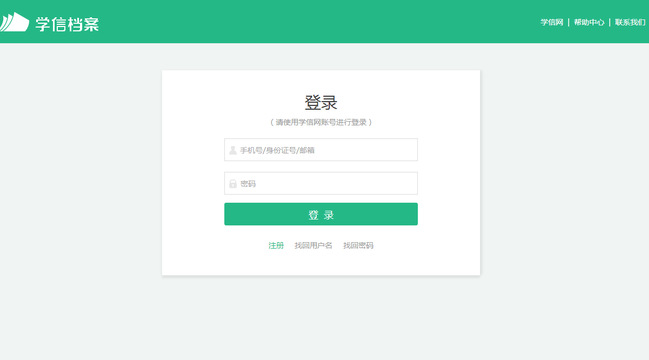 学信档案
学信网 | 帮助中心 | 联系我们
登录
（请使用学信网账号进行登录）
手机号/身份证号/邮箱
密码
登 录
注册 找回用户名 找回密码